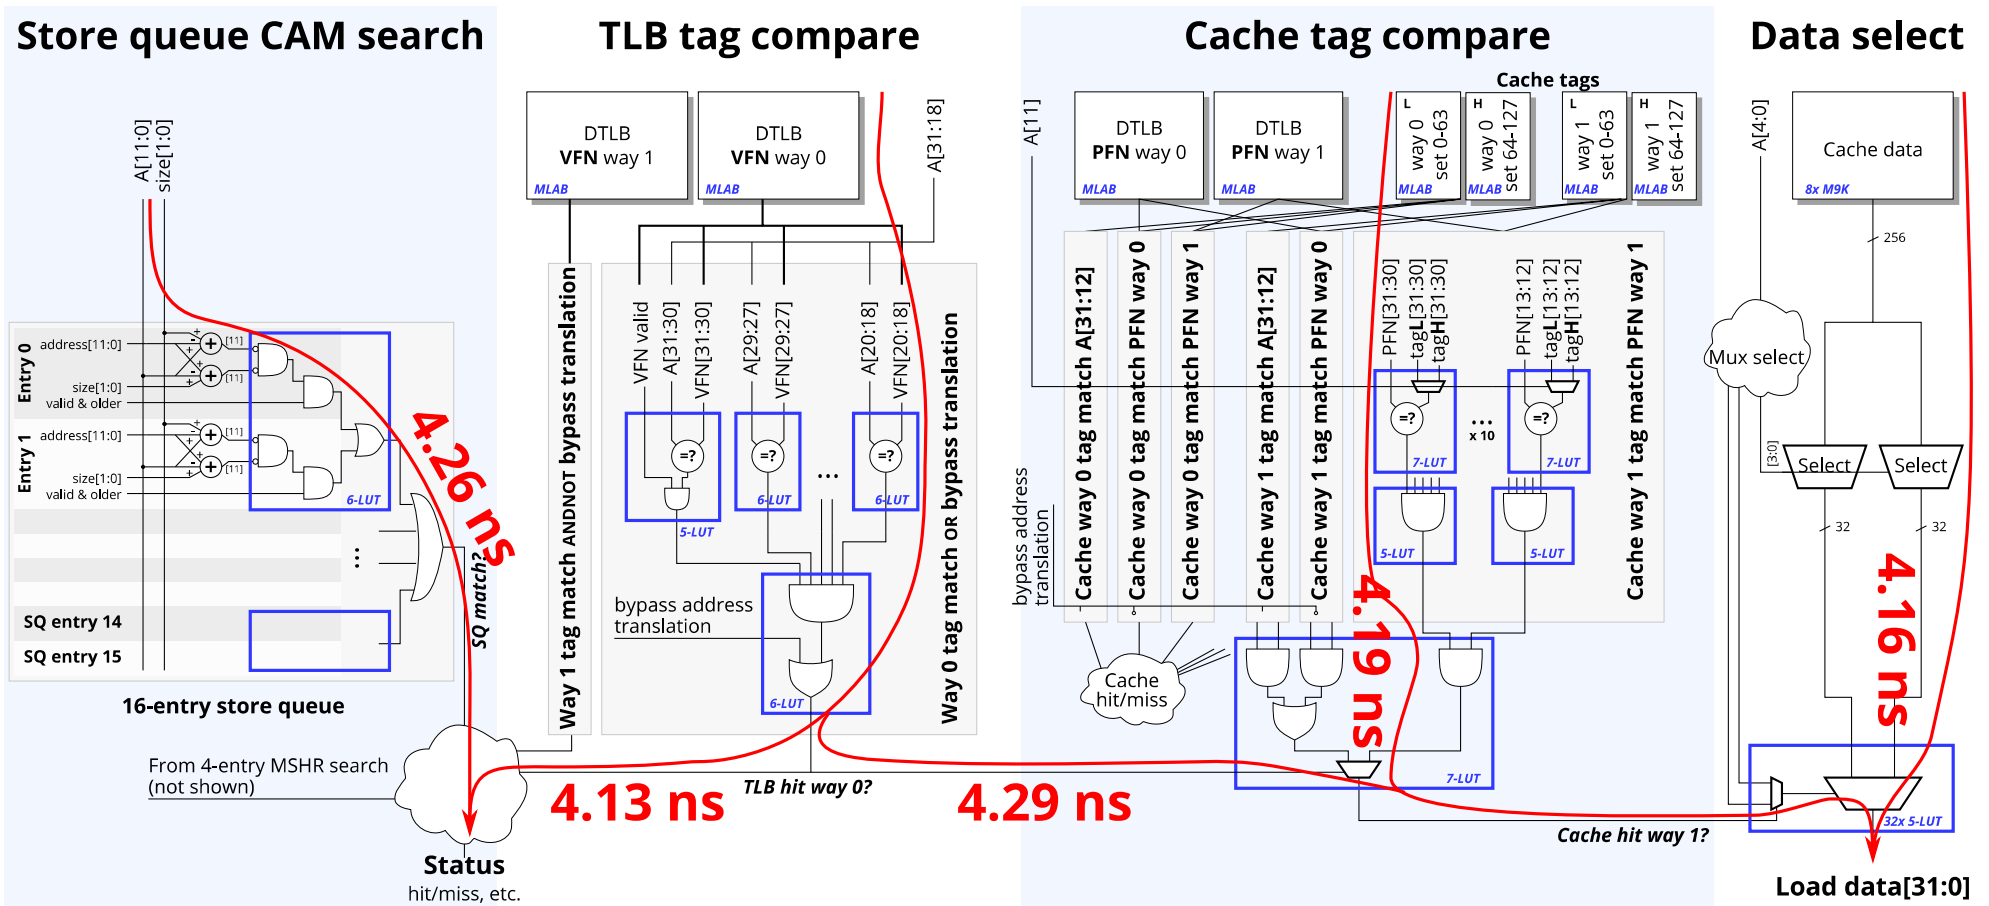 Store queue CAM search
TLB tag compare
Cache tag compare
Data select
A[11:0]
size[1:0]
Entry 0
address[11:0]
size[1:0]
valid & older
+
-
+
+
-
+
+
+
[11]
[11]
Entry 1
address[11:0]
size[1:0]
valid & older
+
-
+
+
-
+
+
+
[11]
[11]
6-LUT
...
SQ entry 14
SQ entry 15
16-entry store queue
4.26 ns
SQ match?
From 4-entry MSHR search
(not shown)
Status
hit/miss, etc.
DTLB
VFN way 1
MLAB
DTLB
VFN way 0
MLAB
A[31:18]
Way 1 tag match ANDNOT bypass translation
VFN valid
A[31:30]
VFN[31:30]
A[29:27]
VFN[29:27]
A[20:18]
VFN[20:18]
=?
=?
...
=?
5-LUT
6-LUT
6-LUT
bypass address
translation
6-LUT
Way 0 tag match OR bypass translation
4.13 ns
TLB hit way 0?
4.29 ns
A[11]
DTLB
PFN way 0
MLAB
DTLB
PFN way 1
MLAB
Cache tags
L
way 0
set 0-63
MLAB
H
way 0
set 64-127
MLAB
L
way 1
set 0-63
MLAB
H
way 1
set 64-127
MLAB
Cache way 0 tag match A[31:12]
Cache way 0 tag match PFN way 0
Cache way 0 tag match PFN way 1
Cache way 1 tag match A[31:12]
Cache way 1 tag match PFN way 0
PFN[31:30]
tagL[31:30]
tagH[31:30]
PFN[13:12]
tagL[13:12]
tagH[13:12]
=?
...
x 10
=?
7-LUT
7-LUT
5-LUT
5-LUT
Cache way 1 tag match PFN way 1
bypass address
translation
Cache
hit/miss
4.19 ns
7-LUT
Cache hit way 1?
A[4:0]
Cache data
8x M9K
256
Mux select
[3:0]
Select
Select
32
32
4.16 ns
32x 5-LUT
Load data[31:0]